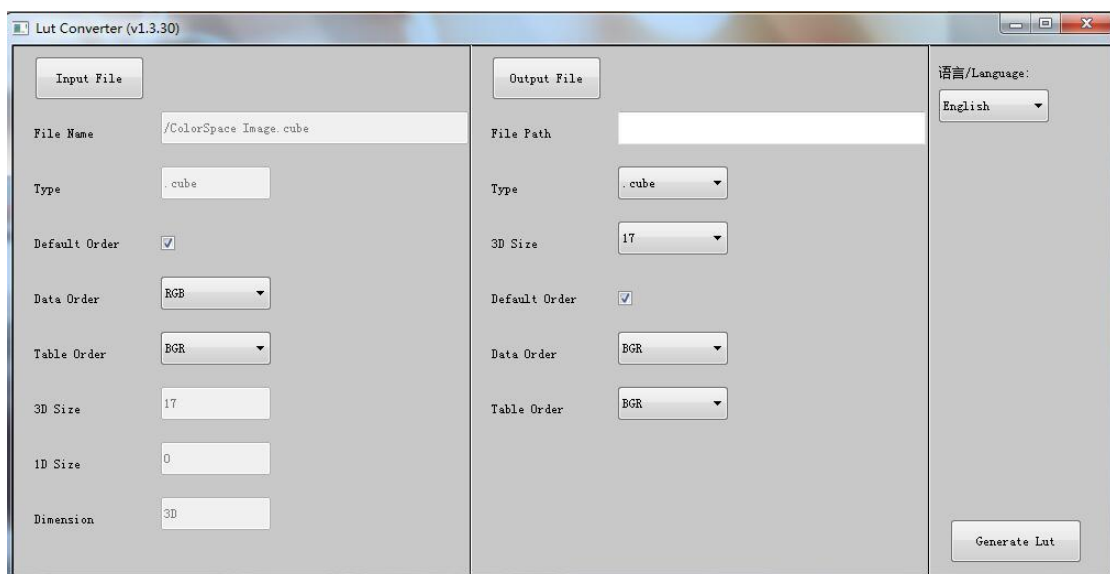 Lut Converter (v1.3.30)
Input File
File Name
/ColorSpace Image.cube
Type
.cube
Default Order
Data Order
RGB
Table Order
BGR
3D Size
17
1D Size
0
Dimension
3D
Output File
File Path
Type
.cube
3D Size
17
Default Order
Data Order
BGR
Table Order
BGR
语言/Language:
English
Generate Lut